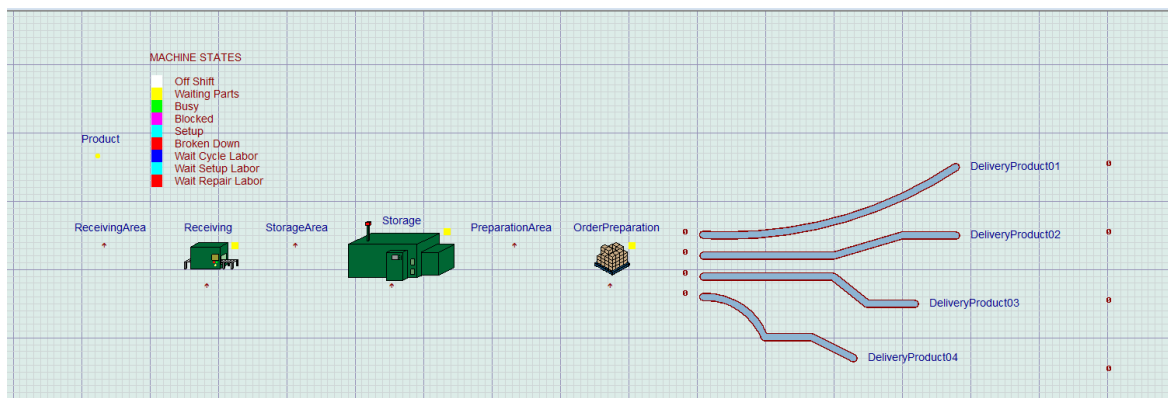 MACHINE STATES
Off Shift
Waiting Parts
Busy
Blocked
Setup
Broken Down
Wait Cycle Labor
Wait Setup Labor
Wait Repair Labor
Product
ReceivingArea
Receiving
StorageArea
Storage
PreparationArea
OrderPreparation
DeliveryProduct01
DeliveryProduct02
DeliveryProduct03
DeliveryProduct04